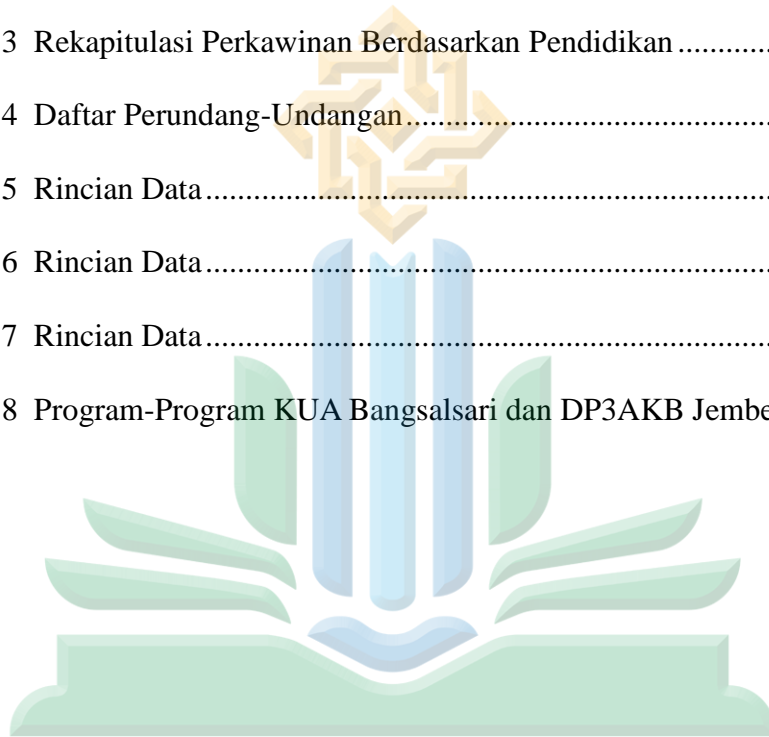 3 Rekapitulasi Perkawinan Berdasarkan Pendidikan ............
4 Daftar Perundang-Undangan...............................................
5 Rincian Data.........................................................................
6 Rincian Data.........................................................................
7 Rincian Data.........................................................................
8 Program-Program KUA Bangsalsari dan DP3AKB Jembe